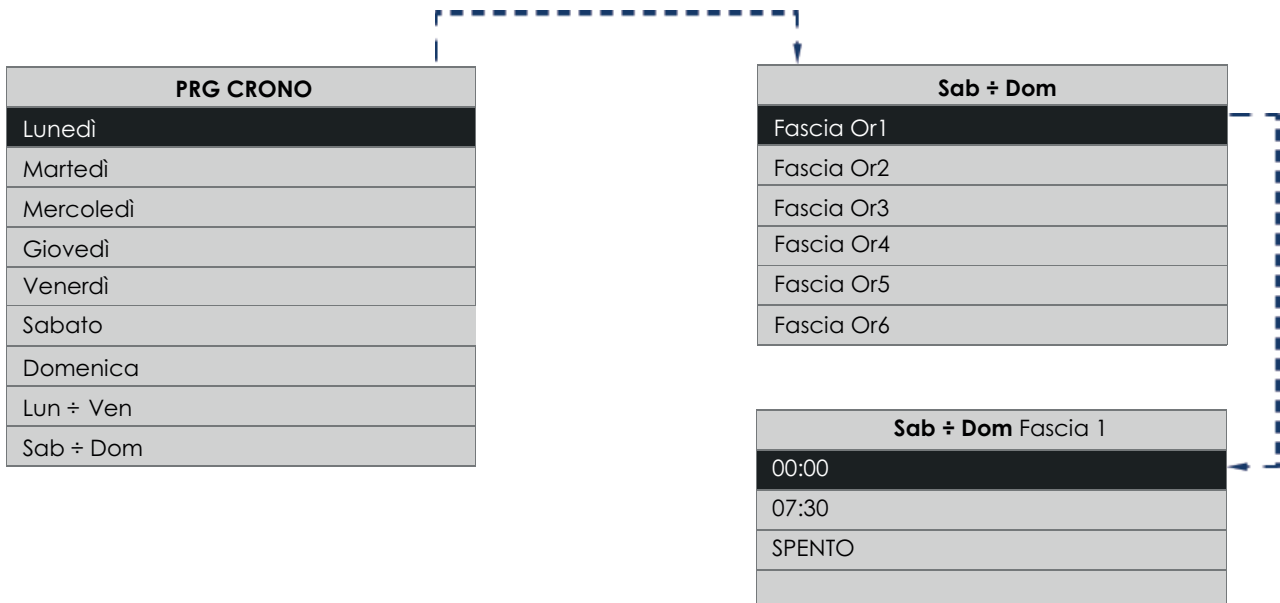 PRG CRONO
Lunedì
Martedì
Mercoledì
Giovedì
Venerdì
Sabato
Domenica
Lun ÷ Ven
Sab ÷ Dom
Sab ÷ Dom
Fascia Or1
Fascia Or2
Fascia Or3
Fascia Or4
Fascia Or5
Fascia Or6
Sab ÷ Dom Fascia 1
00:00
07:30
SPENTO